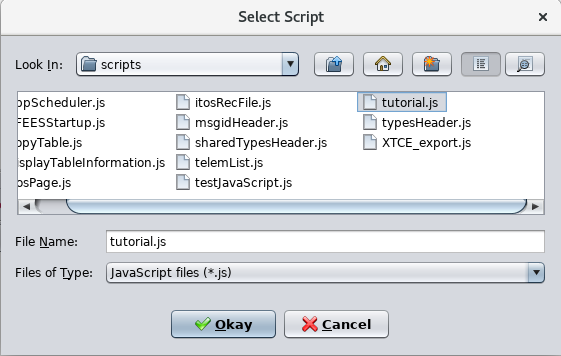 Select Script
Look In: scripts
ppScheduler.js
FEESStartup.js
opyTable.js
isplayTableInformation.js
osPage.js
itosRecFile.js
msgidHeader.js
sharedTypesHeader.js
telemList.js
testJavaScript.js
tutorial.js
typesHeader.js
XTCE_export.js
File Name: tutorial.js
Files of Type: JavaScript files (*.js)
Okay
Cancel